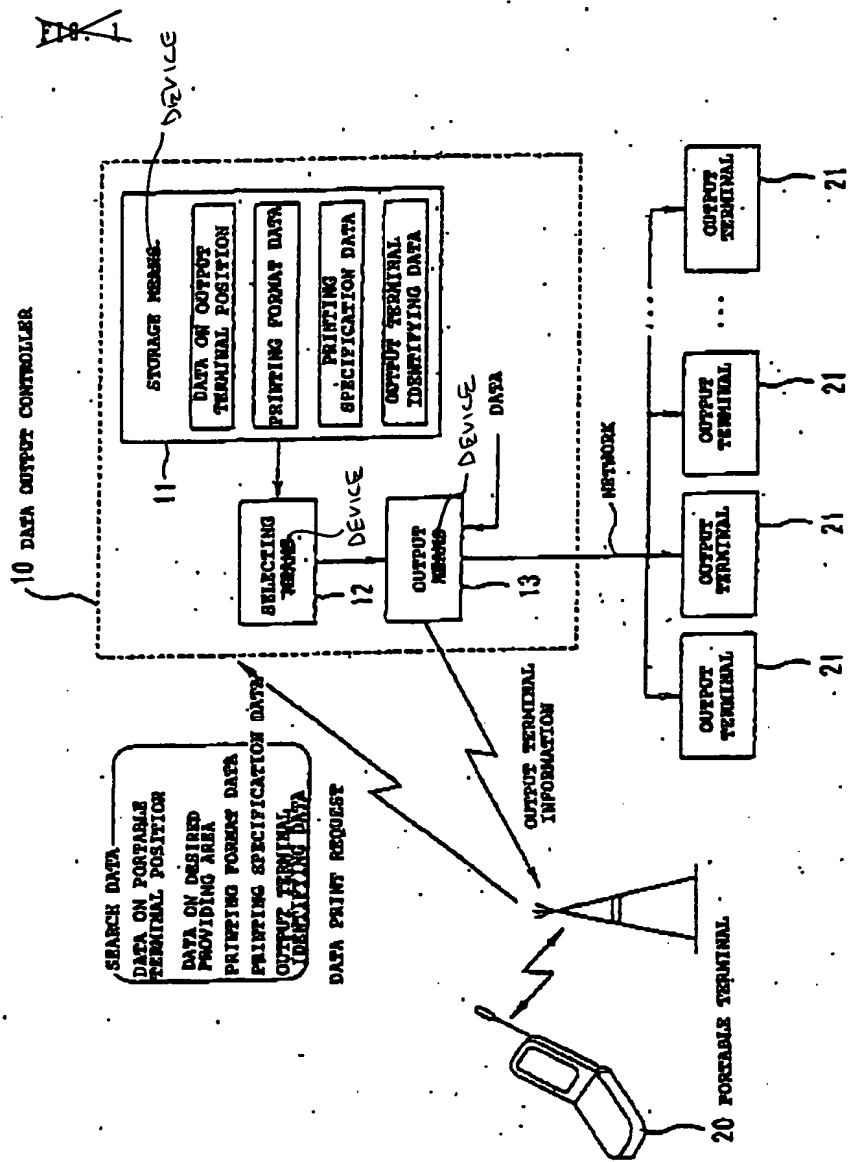 10 DATA OUTPUT CONTROLLER
11
STORAGE MEANS
DEVICE
DATA ON OUTPUT
TERMINAL POSITION
PRINTING FORMAT DATA
PRINTING
SPECIFICATION DATA
OUTPUT TERMINAL
IDENTIFYING DATA
SELECTING
MEANS
DEVICE
12
OUTPUT
MEANS
DEVICE
13
DATA
SEARCH DATA
DATA ON PORTABLE
TERMINAL POSITION
DATA ON DESIRED
PROVIDING AREA
PRINTING FORMAT DATA
PRINTING SPECIFICATION DATA
OUTPUT TERMINAL
IDENTIFYING DATA
DATA PRINT REQUEST
OUTPUT TERMINAL
INFORMATION
NETWORK
20 PORTABLE TERMINAL
OUTPUT
TERMINAL
21
OUTPUT
TERMINAL
21
OUTPUT
TERMINAL
21
...
...
OUTPUT
TERMINAL
21